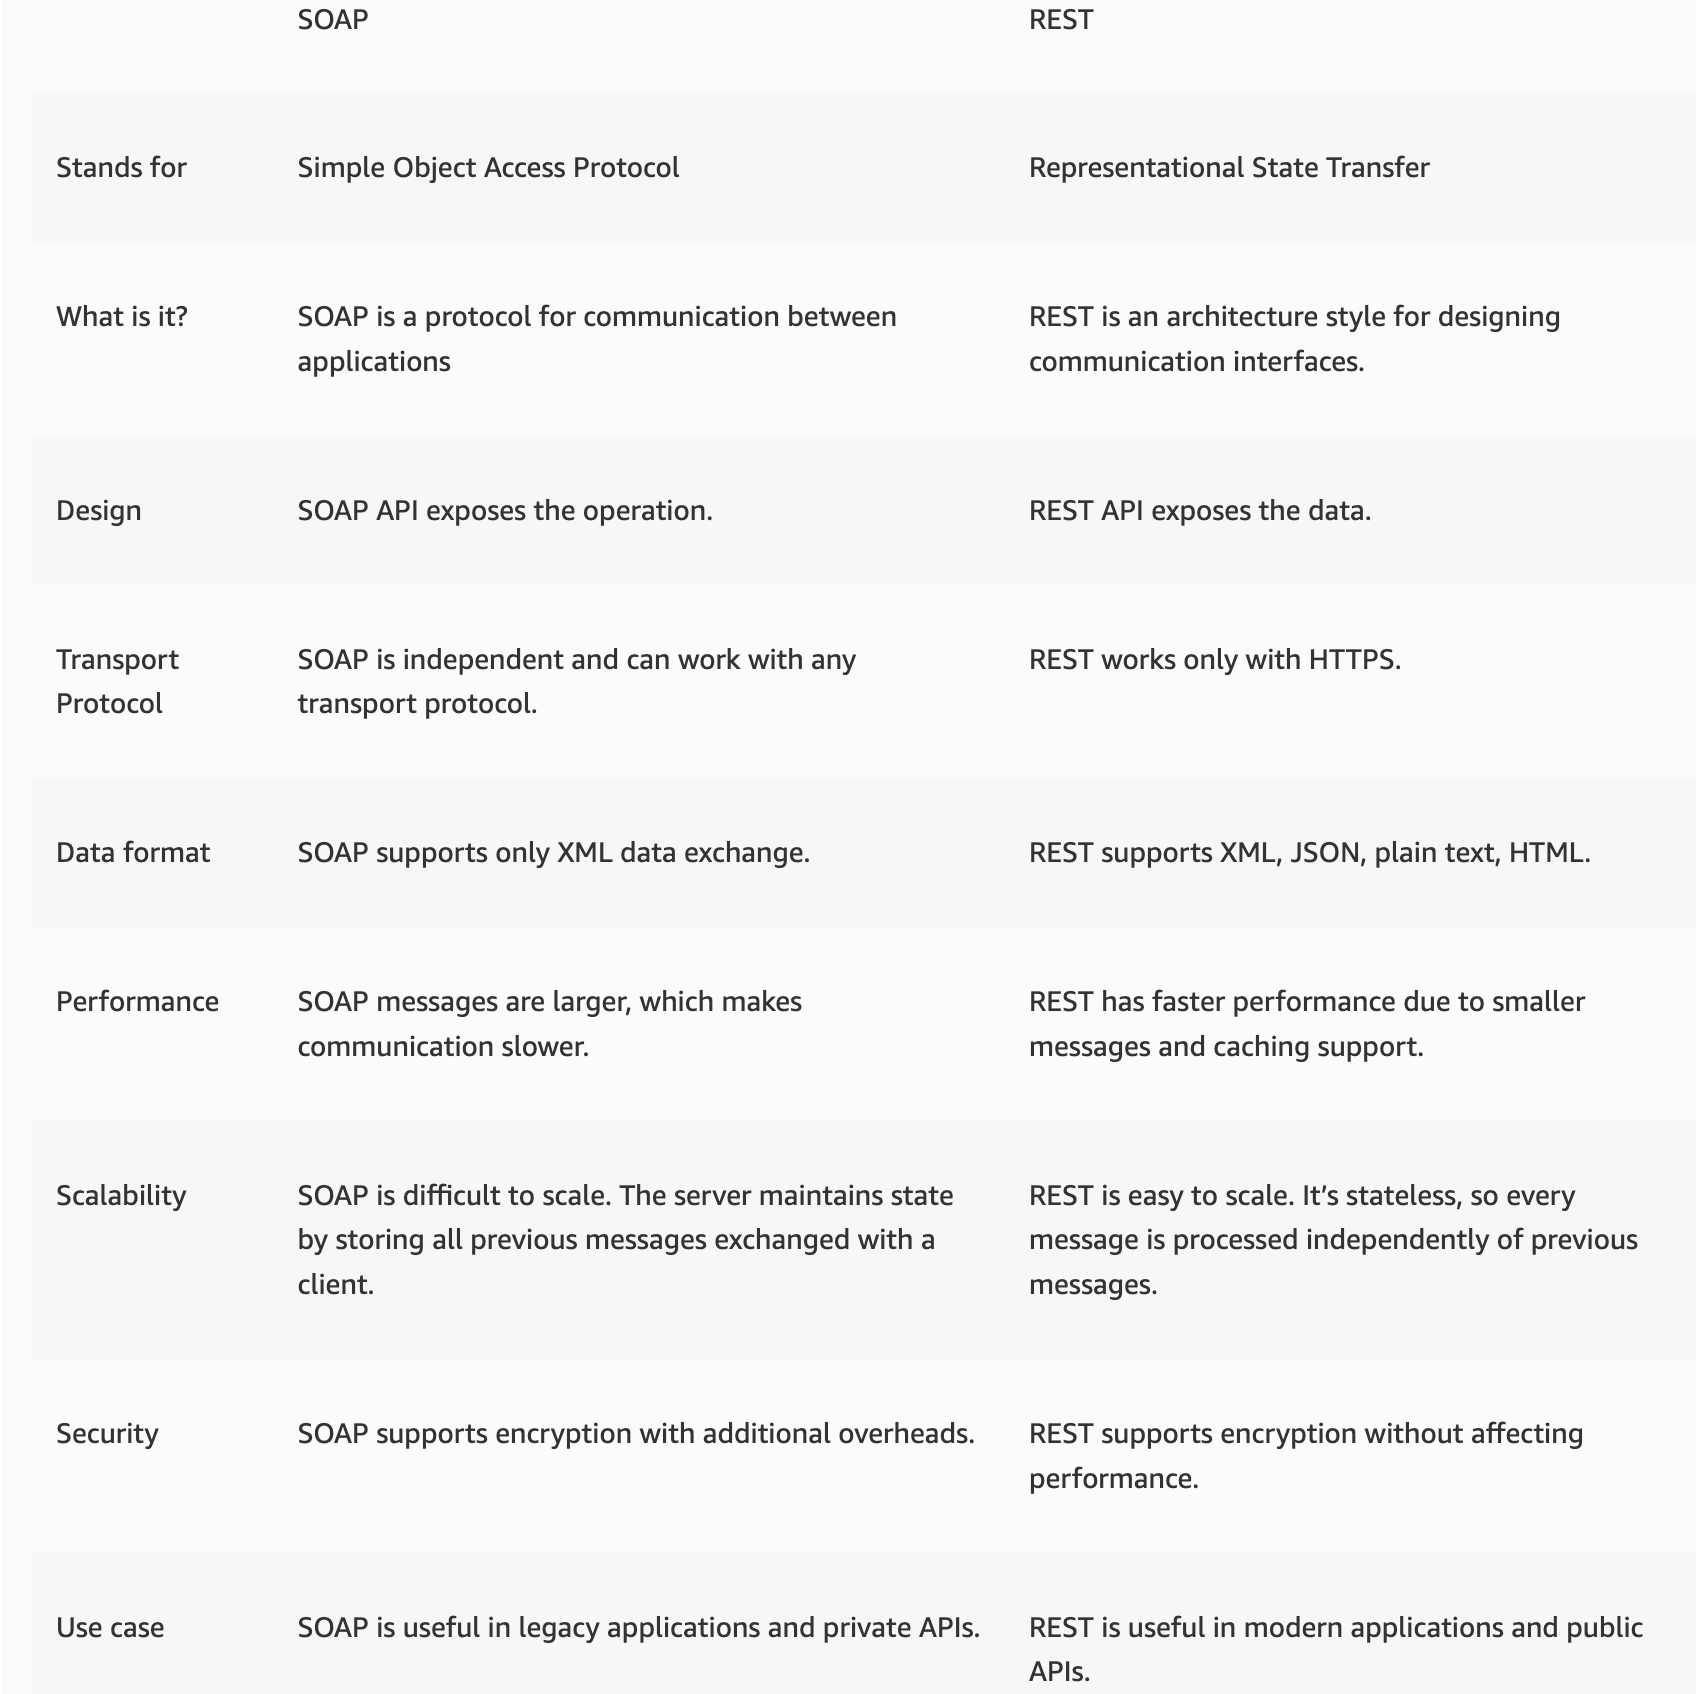 SOAP
REST
Stands for
Simple Object Access Protocol
Representational State Transfer
What is it?
SOAP is a protocol for communication between
applications
REST is an architecture style for designing
communication interfaces.
Design
SOAP API exposes the operation.
REST API exposes the data.
Transport
Protocol
SOAP is independent and can work with any
transport protocol.
REST works only with HTTPS.
Data format
SOAP supports only XML data exchange.
REST supports XML, JSON, plain text, HTML.
Performance
SOAP messages are larger, which makes
communication slower.
REST has faster performance due to smaller
messages and caching support.
Scalability
SOAP is difficult to scale. The server maintains state
by storing all previous messages exchanged with a
client.
REST is easy to scale. It’s stateless, so every
message is processed independently of previous
messages.
Security
SOAP supports encryption with additional overheads.
REST supports encryption without affecting
performance.
Use case
SOAP is useful in legacy applications and private APIs.
REST is useful in modern applications and public
APIs.